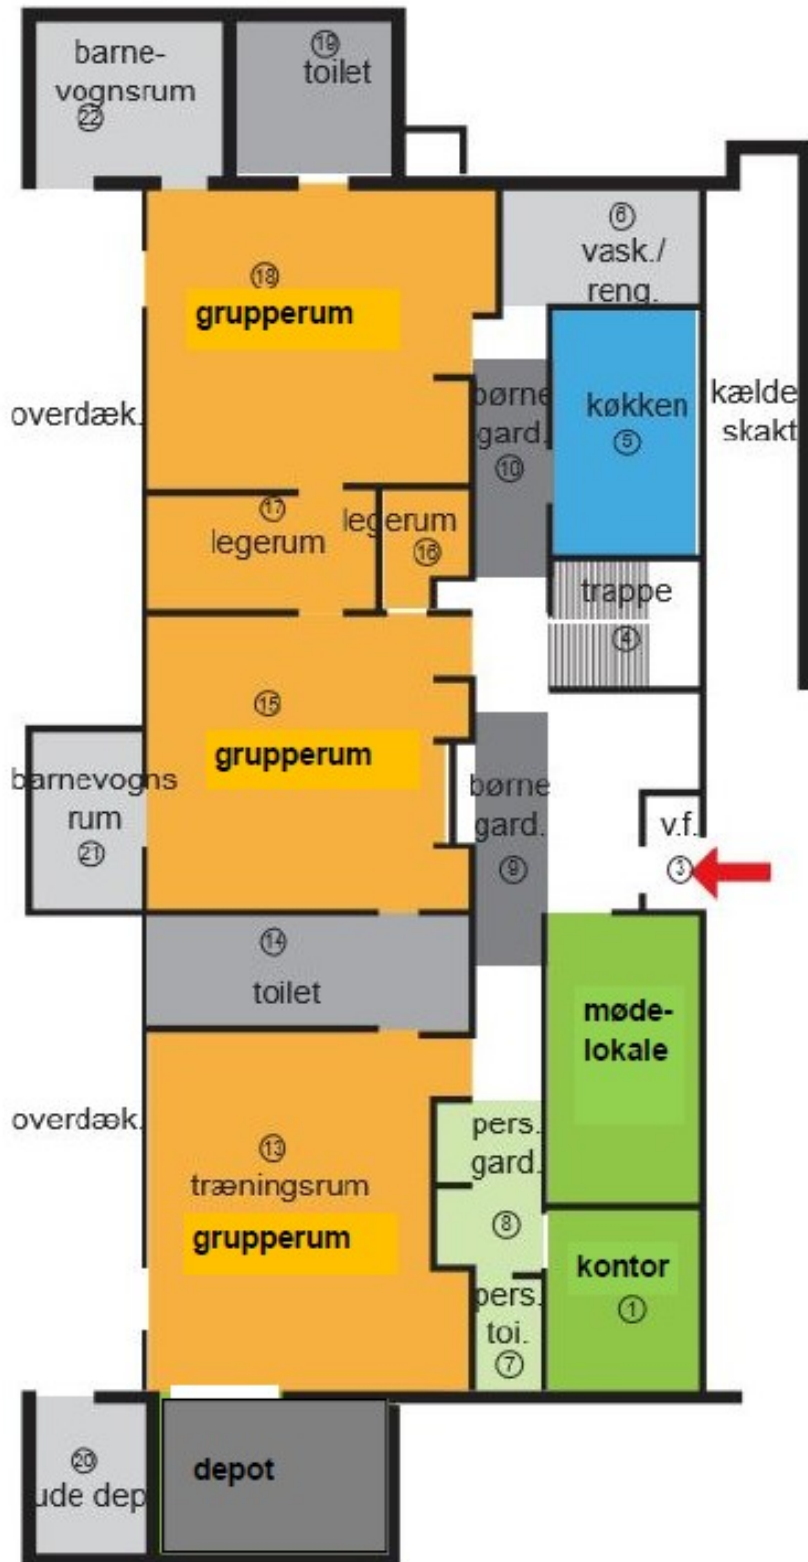 barne-
vognsrum
22
19
toilet
6
vask./
reng.
18
grupperum
overdæk.
børne
gard.
10
køkken
5
kælde
skakt
17
legerum
legerum
16
trappe
4
15
grupperum
barnevogns
rum
21
børne
gard.
9
v.f.
3
14
toilet
møde-
lokale
overdæk.
13
træningsrum
grupperum
pers.
gard.
8
kontor
1
pers.
toi.
7
20
ude dep
depot